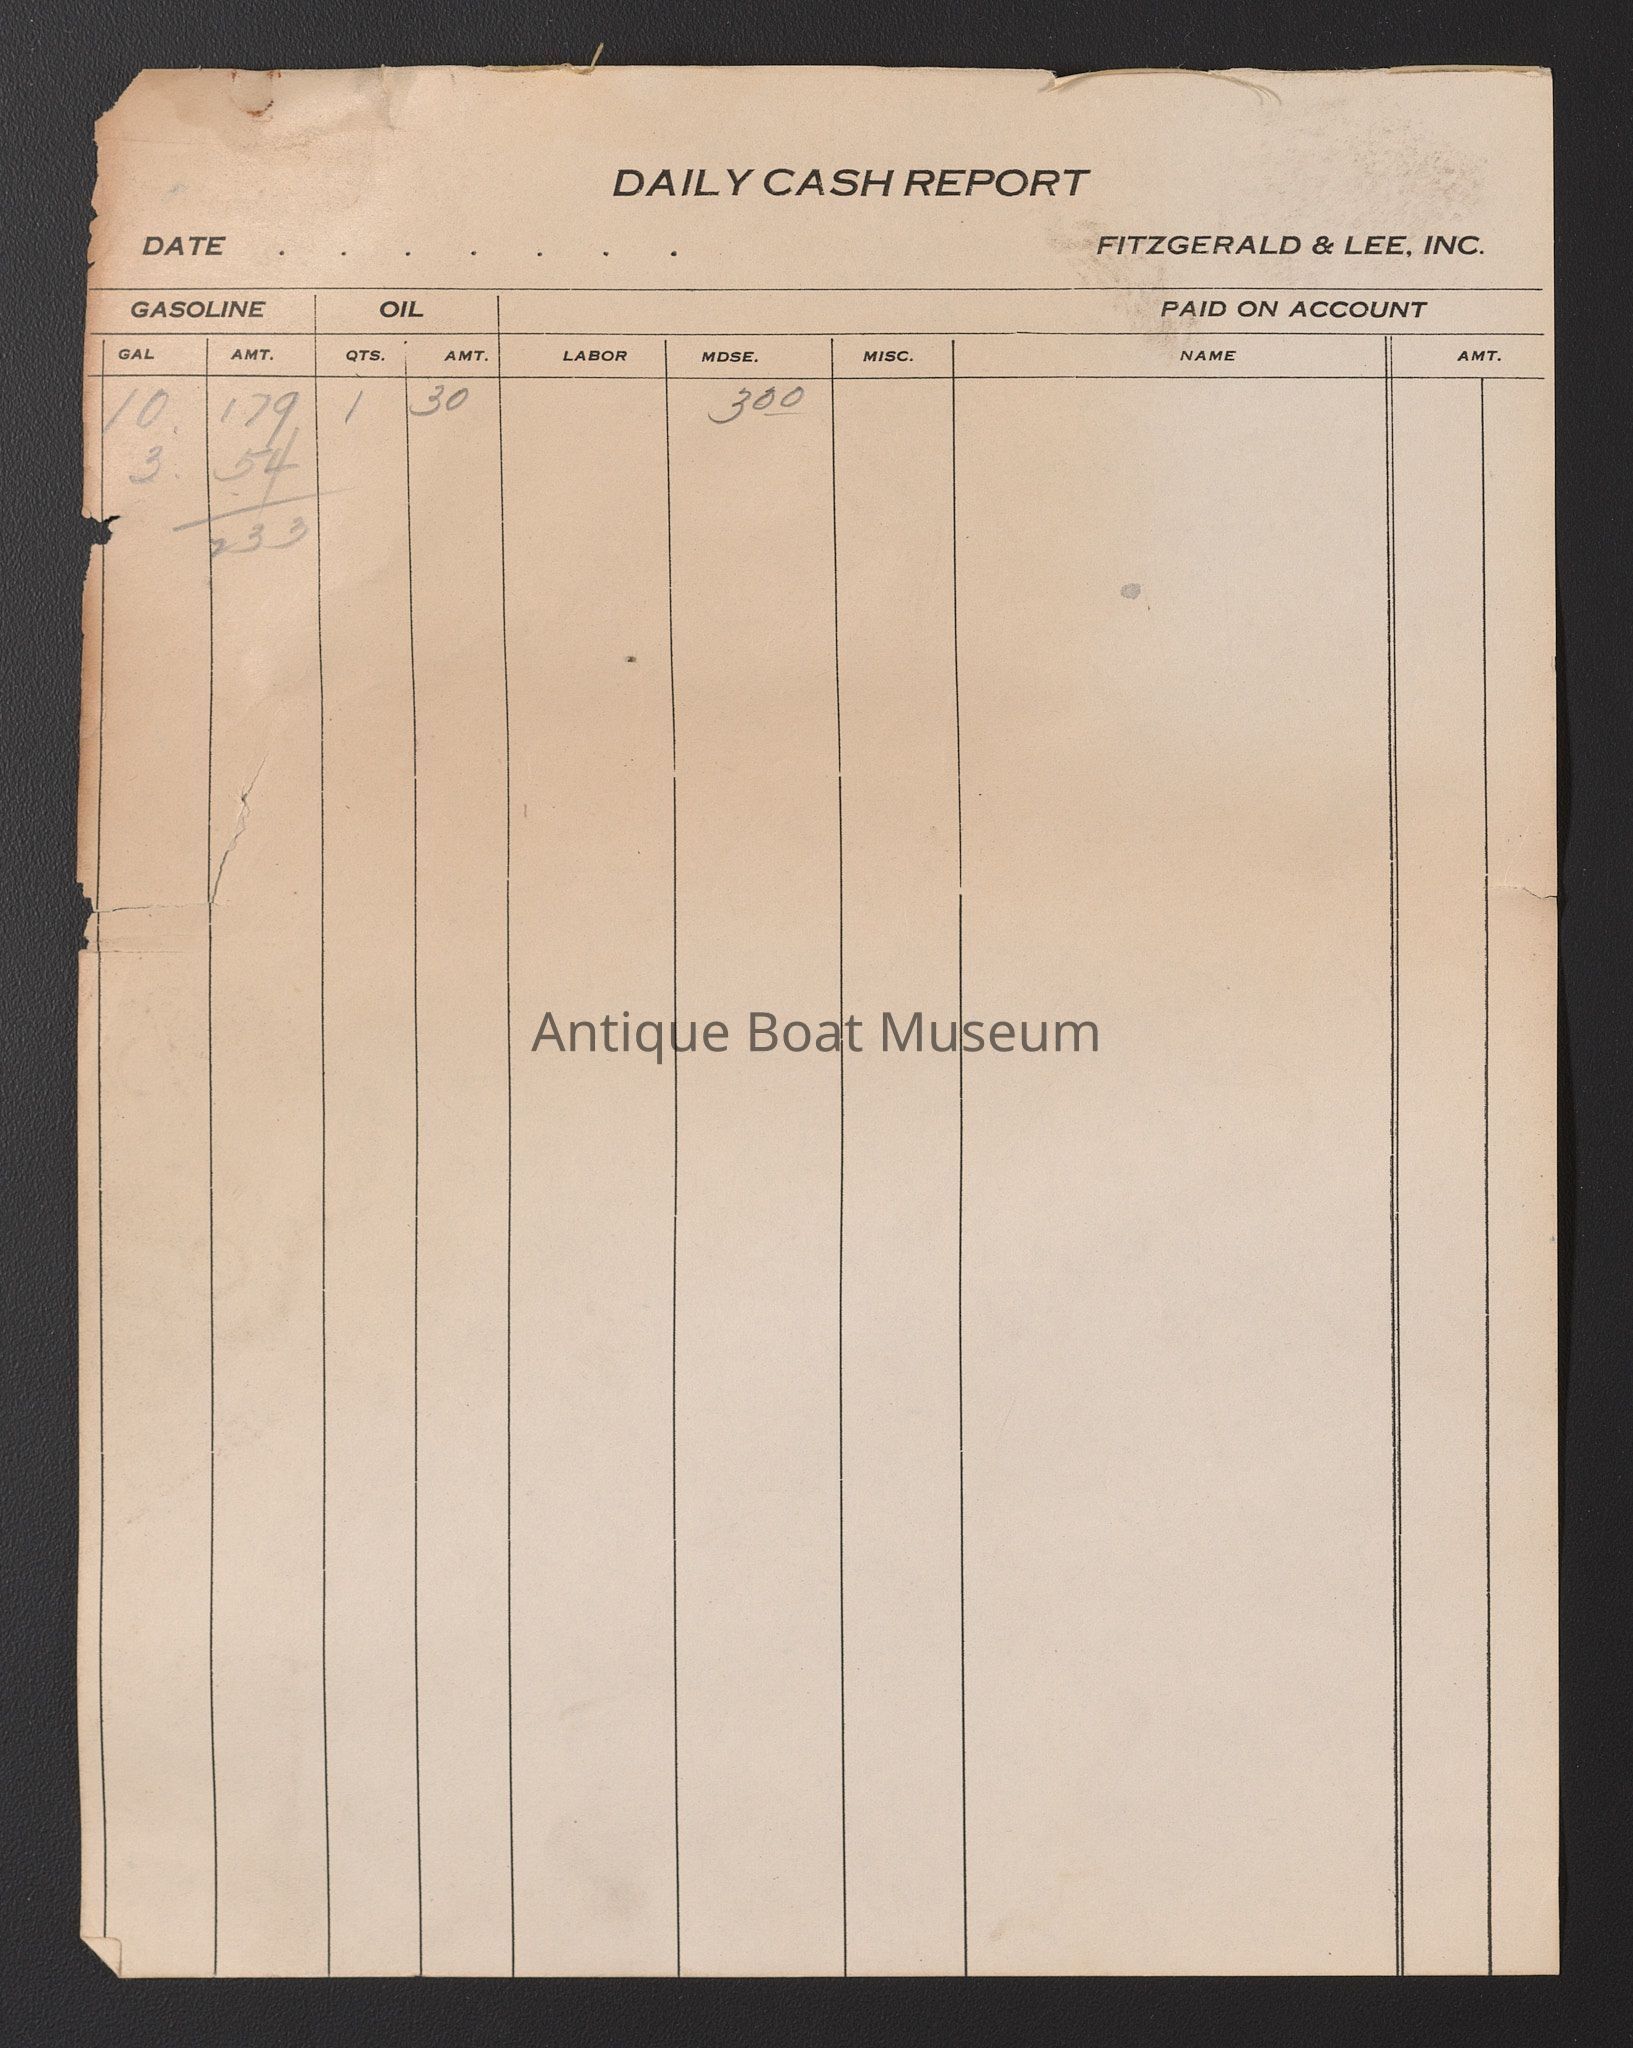 DAILY CASH REPORT
DATE . . . . . . . FITZGERALD & LEE, INC.
GASOLINE OIL PAID ON ACCOUNT
GAL AMT. QTS. AMT. LABOR MDSE. MISC. NAME AMT.
10. 179 1 30 300
3. 54
233
Antique Boat Museum